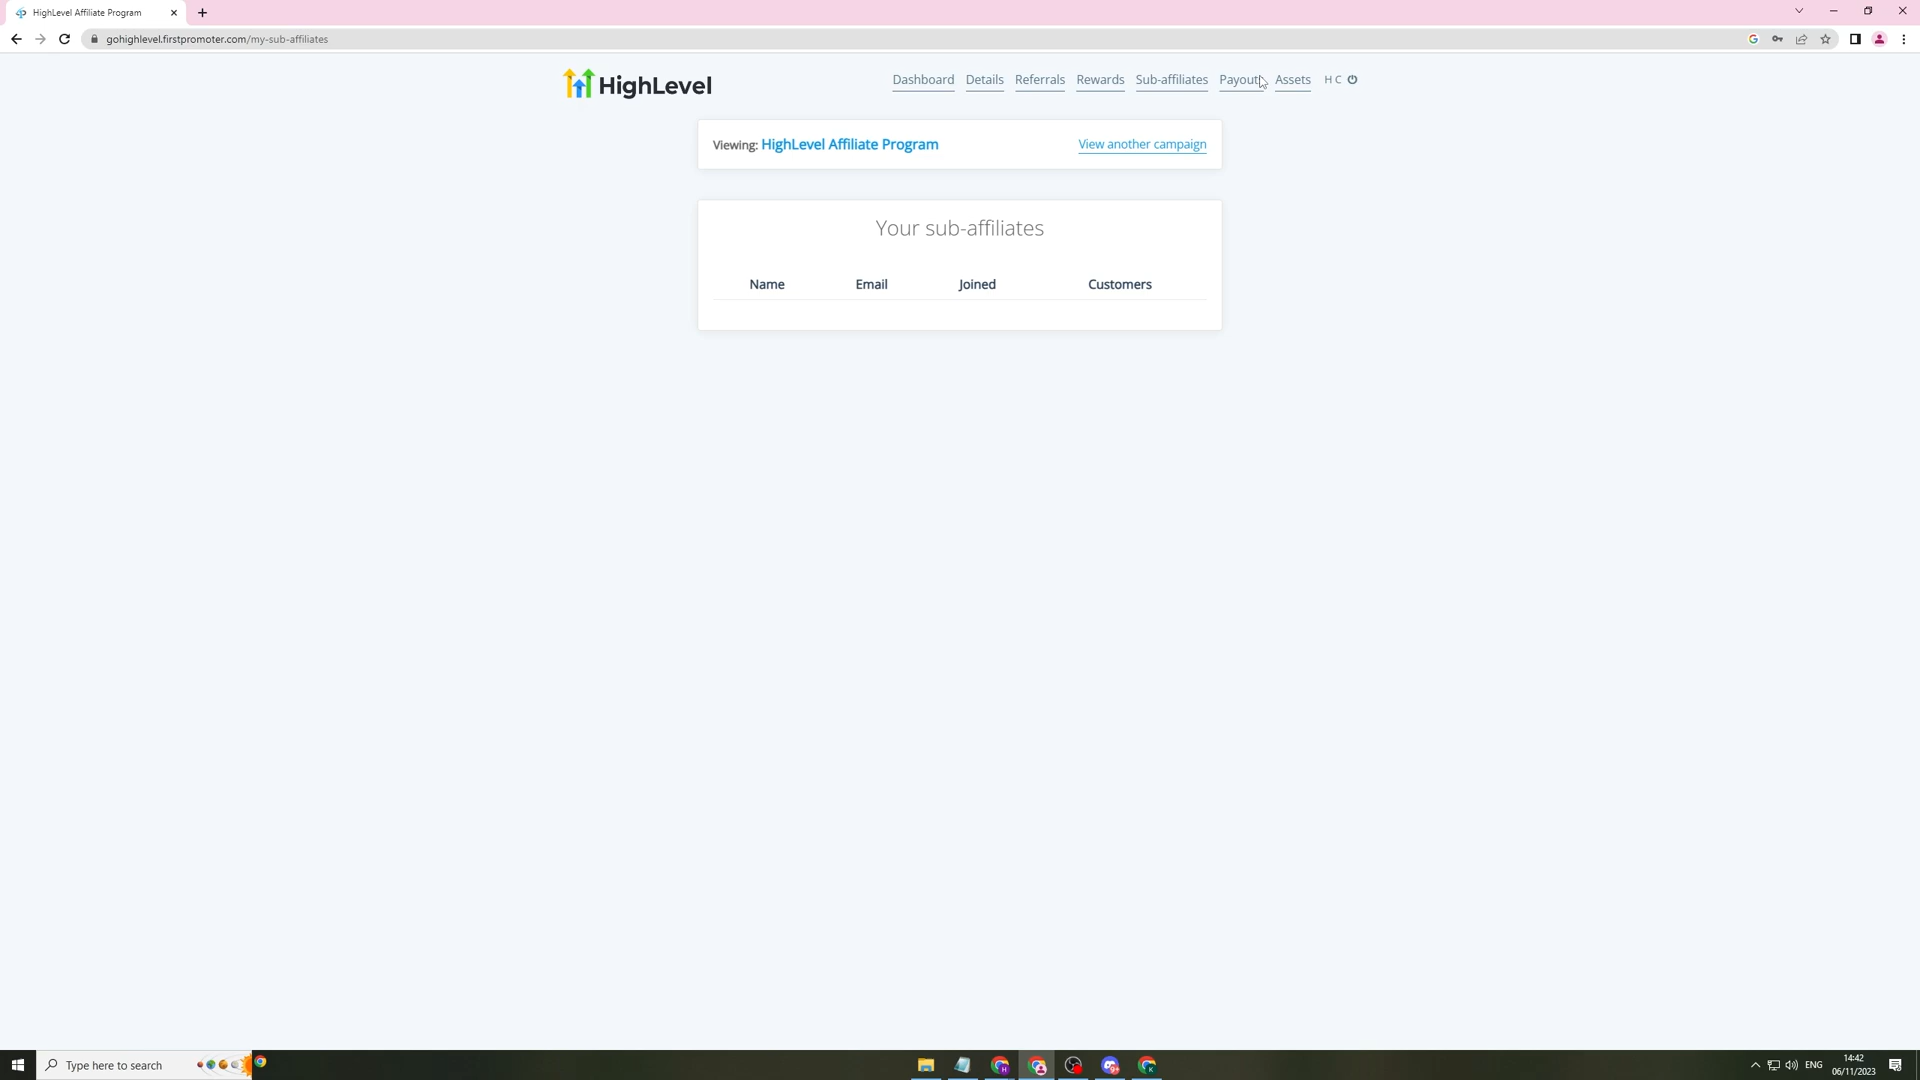 HighLevel Affiliate Program
gohighlevel.firstpromoter.com/my-sub-affiliates
HighLevel
Dashboard Details Referrals Rewards Sub-affiliates Payouts Assets H C
Viewing: HighLevel Affiliate Program View another campaign
Your sub-affiliates
Name Email Joined Customers
Type here to search
ENG
14:42
06/11/2023